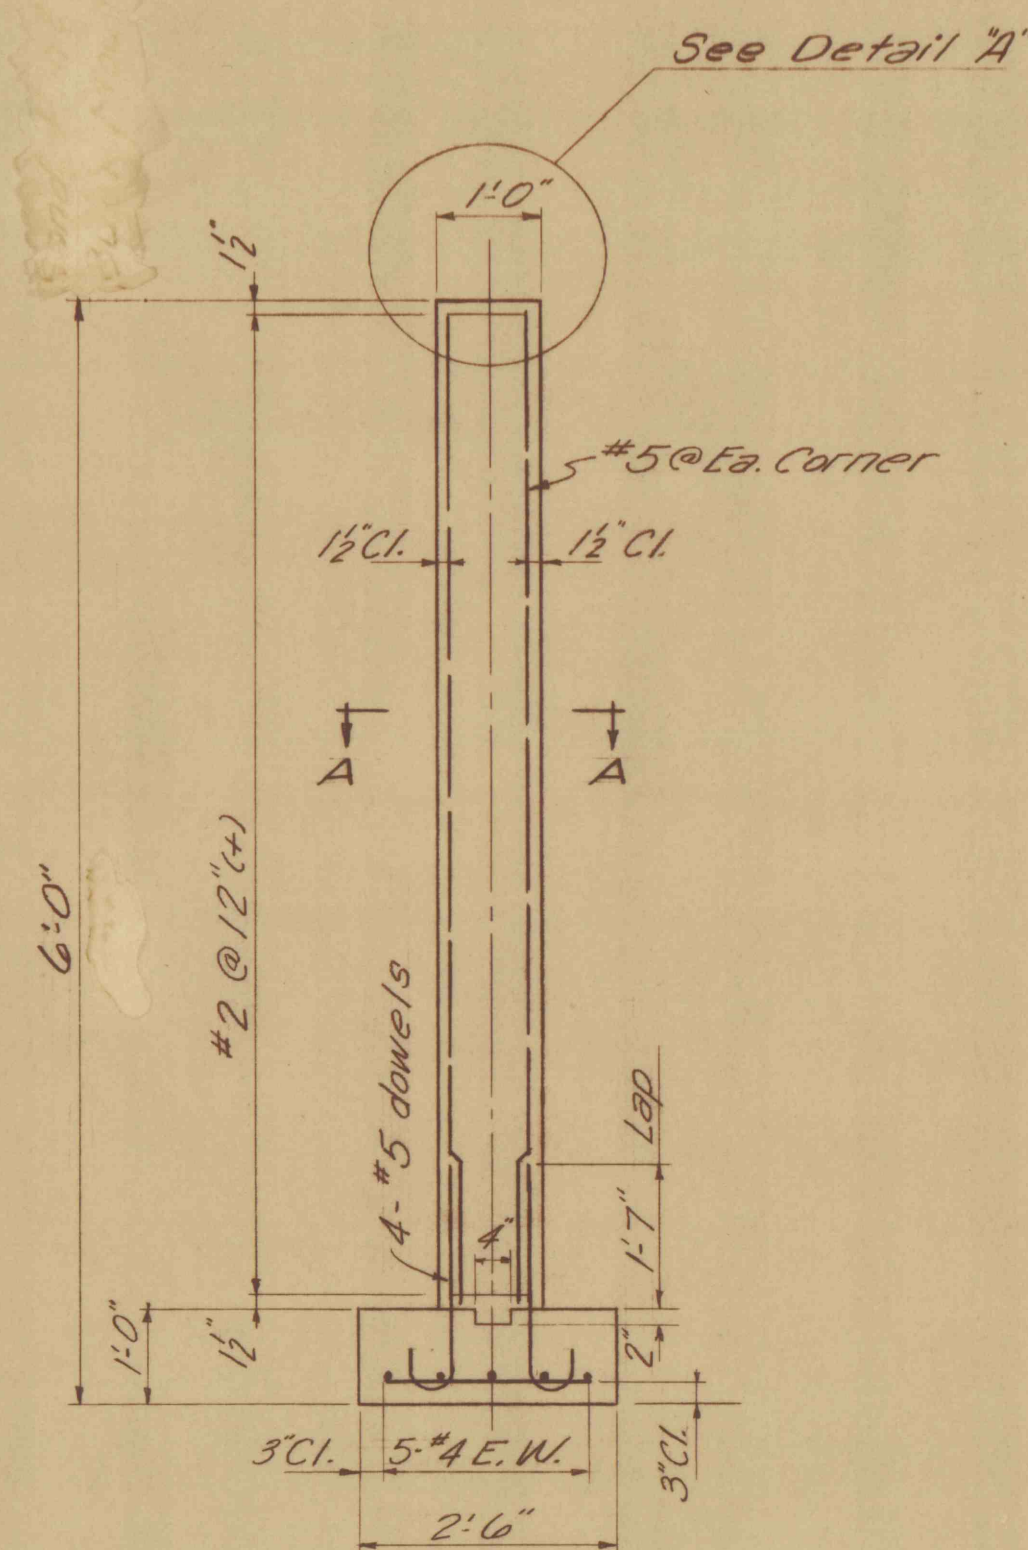 See Detail "A"
1'-0"
1½"
#5@Ea. Corner
1½"Cl.
1½"Cl.
A
A
6'-0"
#2 @ 12"(+)
4-#5 dowels
Lap
1'-7"
4"
1'-0"
1½"
2"
3"Cl.
5-#4 E.W.
3"Cl.
2'-6"